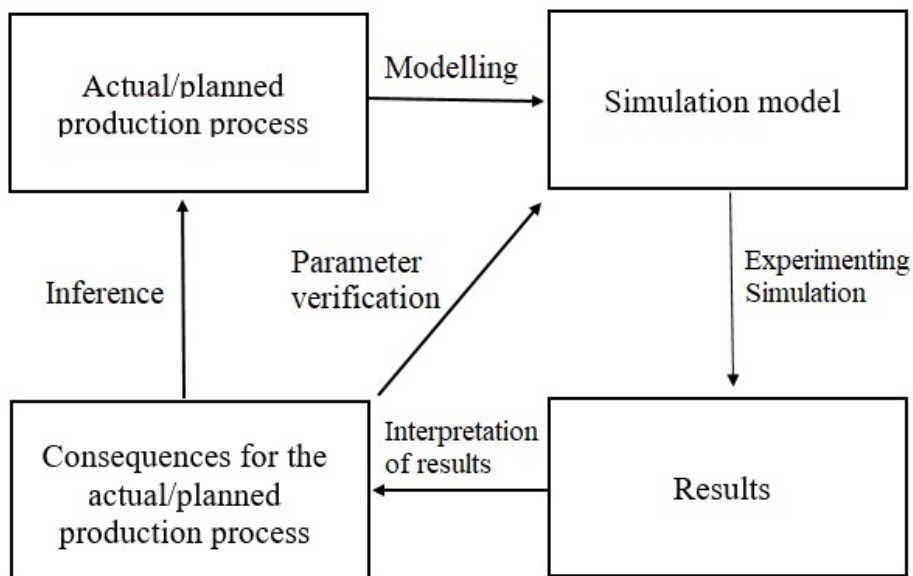 Actual/planned
production process
Modelling
Simulation model
Experimenting
Simulation
Parameter
verification
Inference
Consequences for the
actual/planned
production process
Interpretation
of results
Results